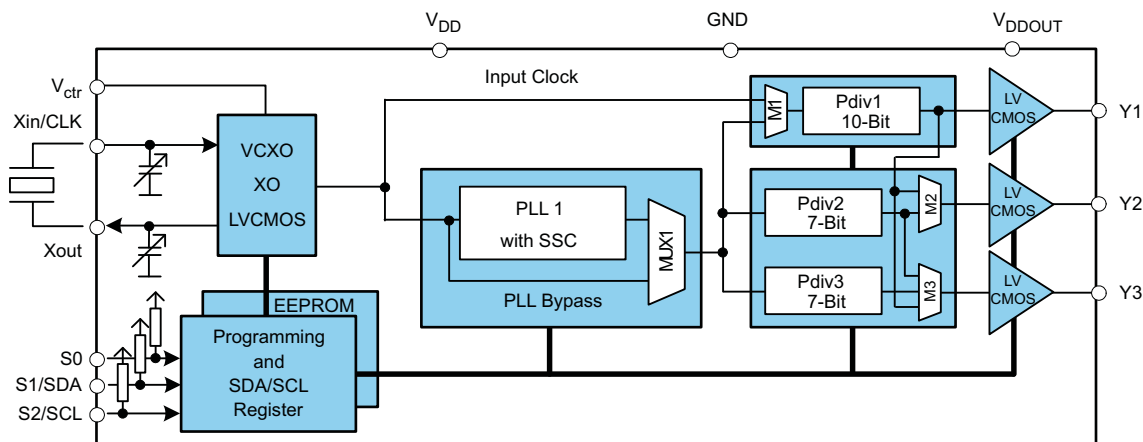 VDD
GND
VDDOUT
Vctr
Input Clock
Xin/CLK
Xout
VCXO
XO
LVCMOS
PLL 1
with SSC
MUX1
PLL Bypass
M1
Pdiv1
10-Bit
Pdiv2
7-Bit
M2
Pdiv3
7-Bit
M3
LV
CMOS
Y1
LV
CMOS
Y2
LV
CMOS
Y3
EEPROM
Programming
and
SDA/SCL
Register
S0
S1/SDA
S2/SCL